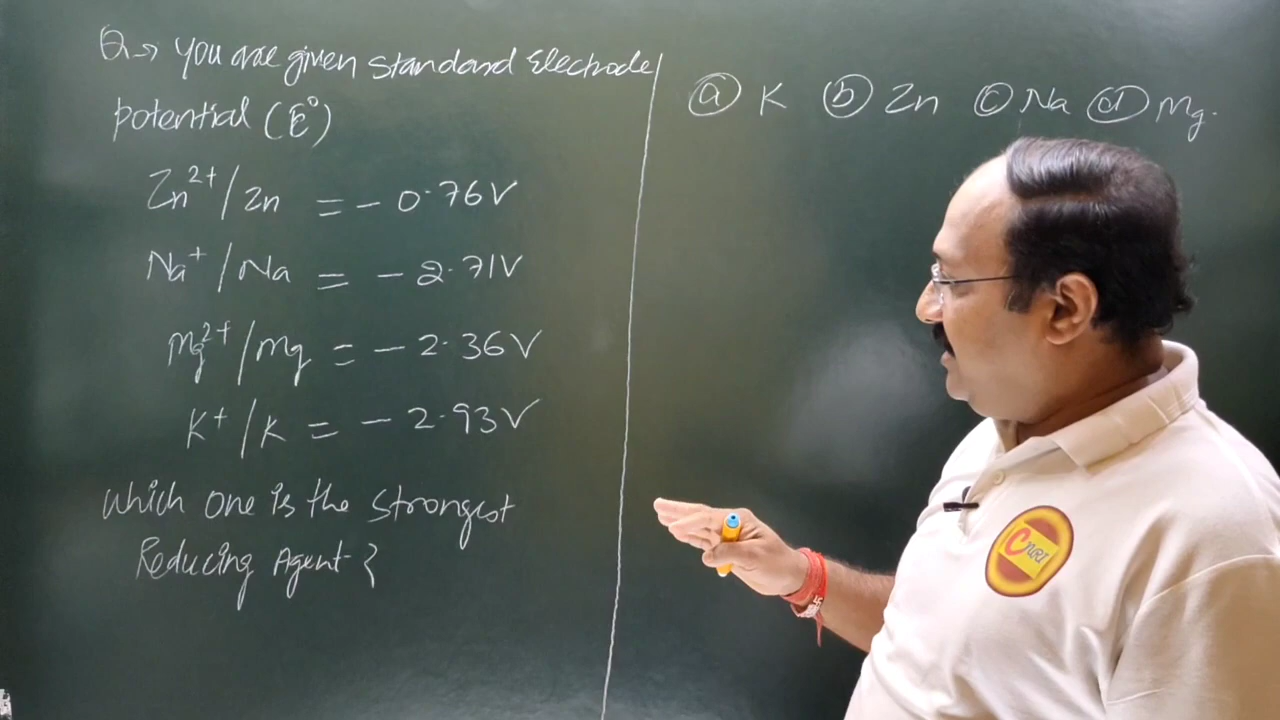 Q→ You are given standard Electrode
potential (E°)
Zn²⁺/Zn = - 0.76V
Na⁺/Na = - 2.71V
Mg²⁺/Mg = - 2.36V
K⁺/K = - 2.93V
Which one is the strongest
Reducing Agent ?
(a) K (b) Zn (c) Na (d) Mg.
CNRI